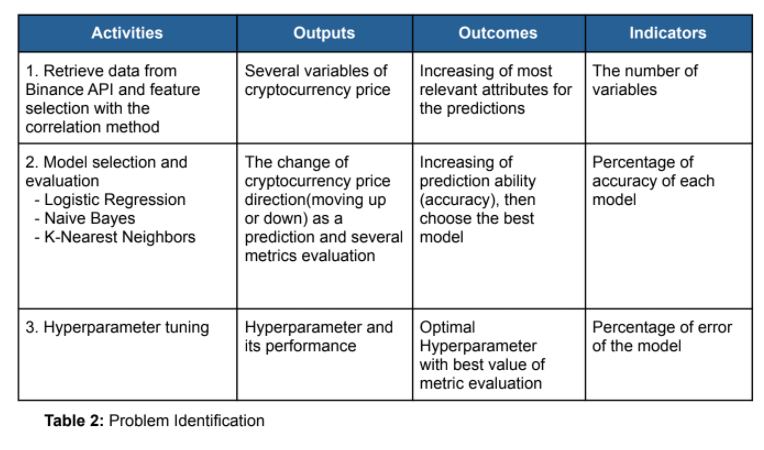 Activities
Outputs
Outcomes
Indicators
1. Retrieve data from
Binance API and feature
selection with the
correlation method
Several variables of
cryptocurrency price
Increasing of most
relevant attributes for
the predictions
The number of
variables
2. Model selection and
evaluation
- Logistic Regression
- Naive Bayes
- K-Nearest Neighbors
The change of
cryptocurrency price
direction(moving up
or down) as a
prediction and several
metrics evaluation
Increasing of
prediction ability
(accuracy), then
choose the best
model
Percentage of
accuracy of each
model
3. Hyperparameter tuning
Hyperparameter and
its performance
Optimal
Hyperparameter
with best value of
metric evaluation
Percentage of error
of the model
Table 2: Problem Identification